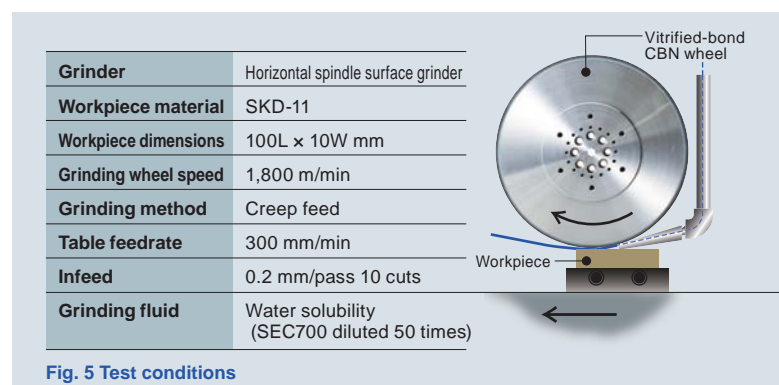 Grinder Horizontal spindle surface grinder
Workpiece material SKD-11
Workpiece dimensions 100L × 10W mm
Grinding wheel speed 1,800 m/min
Grinding method Creep feed
Table feedrate 300 mm/min
Infeed 0.2 mm/pass 10 cuts
Grinding fluid Water solubility
(SEC700 diluted 50 times)
Vitrified-bond
CBN wheel
Workpiece
Fig. 5 Test conditions